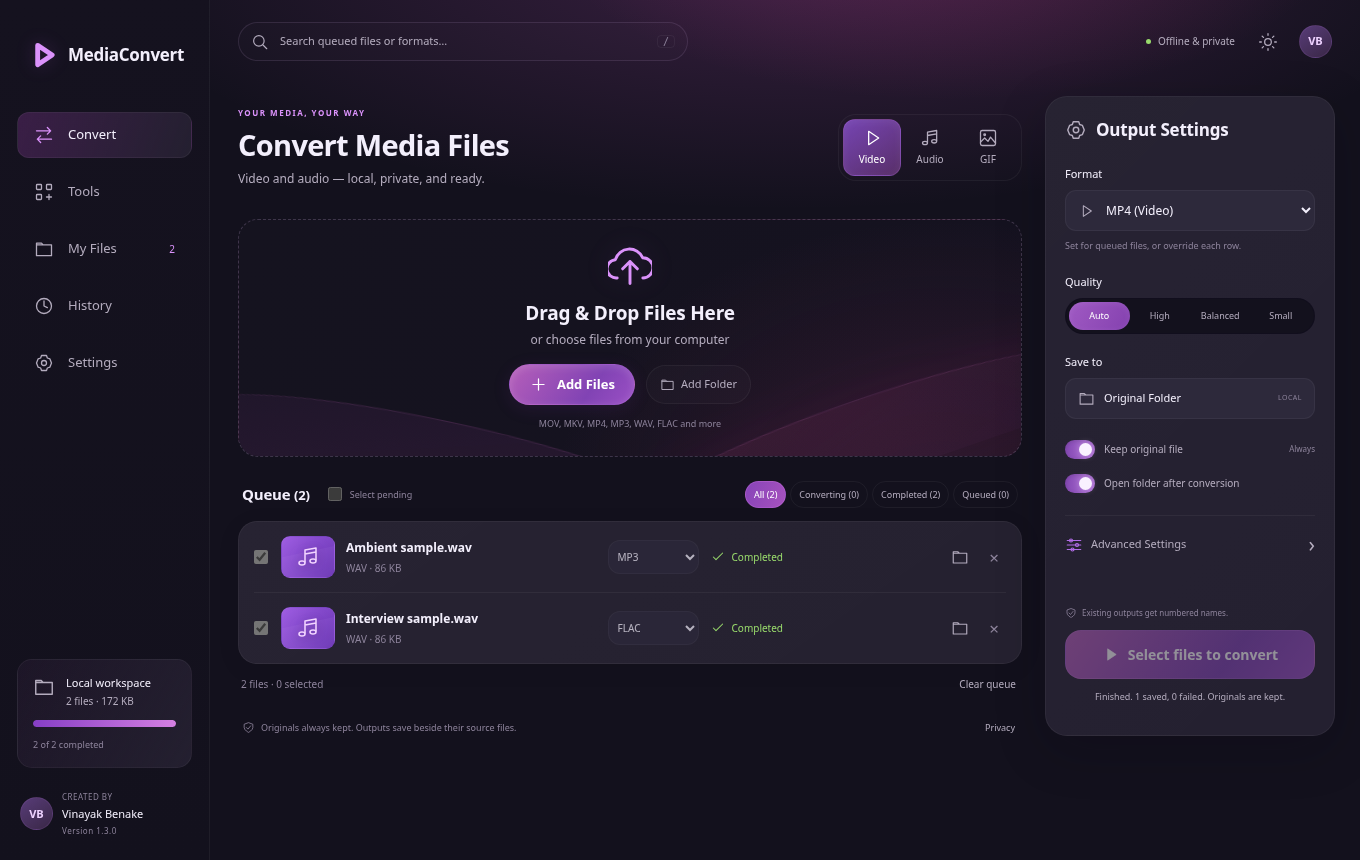 MediaConvert
Convert
Tools
My Files 2
History
Settings
Local workspace
2 files · 172 KB
2 of 2 completed
VB
CREATED BY
Vinayak Benake
Version 1.3.0
Search queued files or formats... /
Offline & private
VB
YOUR MEDIA, YOUR WAY
Convert Media Files
Video and audio — local, private, and ready.
Video Audio GIF
Drag & Drop Files Here
or choose files from your computer
Add Files Add Folder
MOV, MKV, MP4, MP3, WAV, FLAC and more
Queue (2) Select pending All (2) Converting (0) Completed (2) Queued (0)
Ambient sample.wav
WAV · 86 KB
MP3 Completed ×
Interview sample.wav
WAV · 86 KB
FLAC Completed ×
2 files · 0 selected Clear queue
Originals always kept. Outputs save beside their source files. Privacy
Output Settings
Format
MP4 (Video)
Set for queued files, or override each row.
Quality
Auto High Balanced Small
Save to
Original Folder LOCAL
Keep original file Always
Open folder after conversion
Advanced Settings ›
Existing outputs get numbered names.
Select files to convert
Finished. 1 saved, 0 failed. Originals are kept.